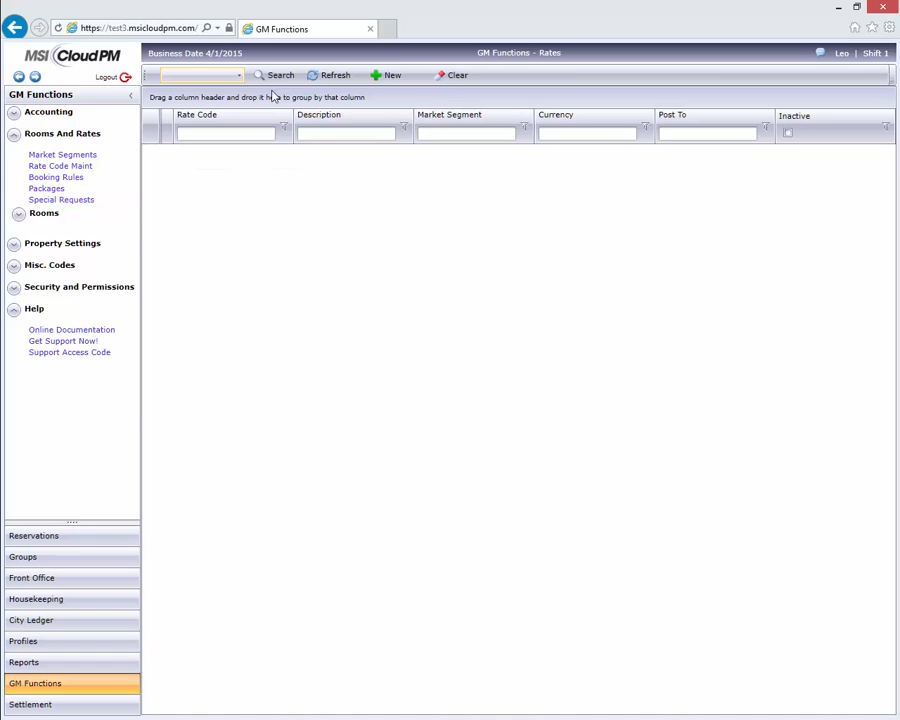 https://test3.msicloudpm.com/
GM Functions
MSI CloudPM
Business Date 4/1/2015
GM Functions - Rates
Leo | Shift 1
Logout
Search
Refresh
New
Clear
GM Functions
Drag a column header and drop it here to group by that column
Rate Code
Description
Market Segment
Currency
Post To
Inactive
Accounting
Rooms And Rates
Market Segments
Rate Code Maint
Booking Rules
Packages
Special Requests
Rooms
Property Settings
Misc. Codes
Security and Permissions
Help
Online Documentation
Get Support Now!
Support Access Code
Reservations
Groups
Front Office
Housekeeping
City Ledger
Profiles
Reports
GM Functions
Settlement